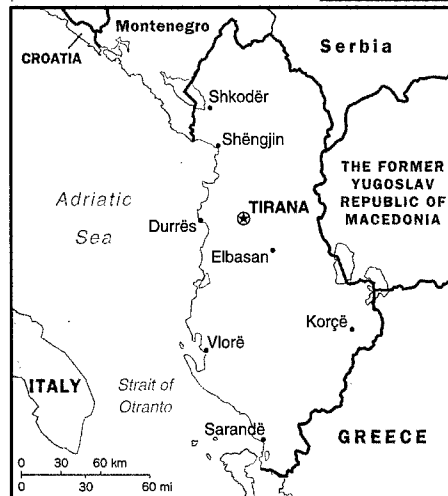 Montenegro
CROATIA
Serbia
Shkodër
Shëngjin
THE FORMER
YUGOSLAV
REPUBLIC OF
MACEDONIA
Adriatic
Sea
TIRANA
Durrës
Elbasan
Korçë
Vlorë
ITALY
Strait of
Otranto
Sarandë
GREECE
0 30 60 km
0 30 60 mi